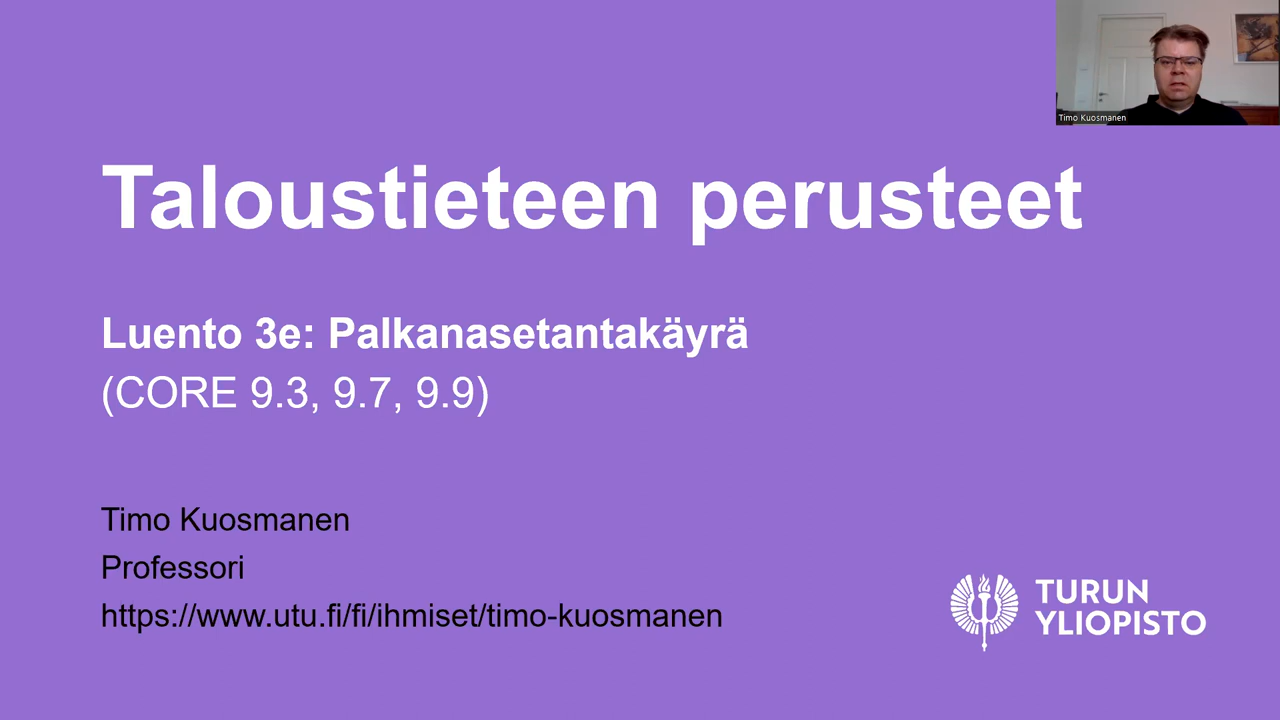 Timo Kuosmanen
Taloustieteen perusteet
Luento 3e: Palkanasetantakäyrä
(CORE 9.3, 9.7, 9.9)
Timo Kuosmanen
Professori
https://www.utu.fi/fi/ihmiset/timo-kuosmanen
TURUN
YLIOPISTO